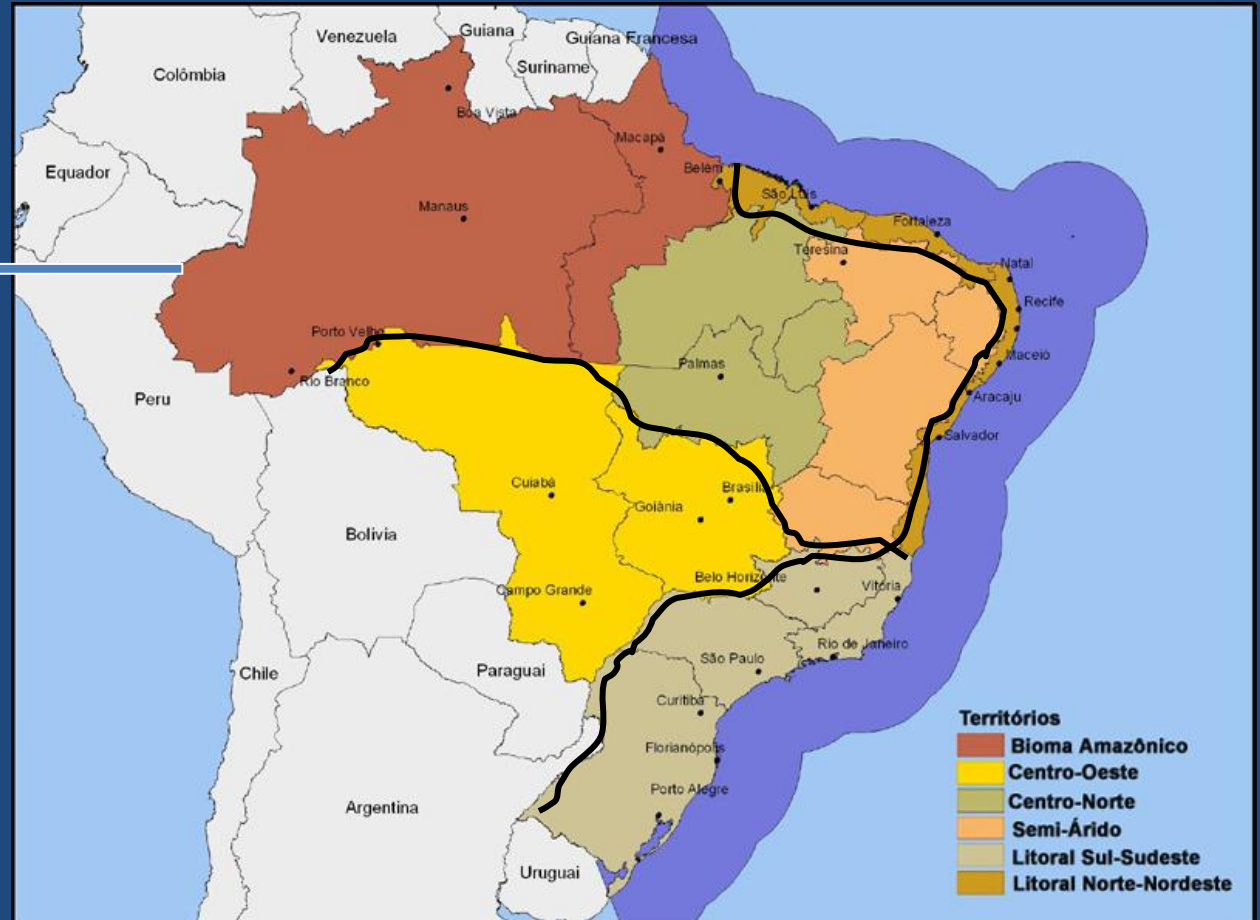 Venezuela
Guiana
Guiana Francesa
Suriname
Colômbia
Boa Vista
Macapá
Belém
Equador
São Luis
Manaus
Fortaleza
Teresina
Natal
Recife
Porto Velho
Maceió
Palmas
Rio Branco
Aracaju
Peru
Salvador
Cuiabá
Brasília
Goiânia
Bolivia
Belo Horizonte
Vitória
Campo Grande
Rio de Janeiro
São Paulo
Chile
Paraguai
Curitiba
Florianópolis
Porto Alegre
Argentina
Uruguai
Territórios
Bioma Amazônico
Centro-Oeste
Centro-Norte
Semi-Árido
Litoral Sul-Sudeste
Litoral Norte-Nordeste